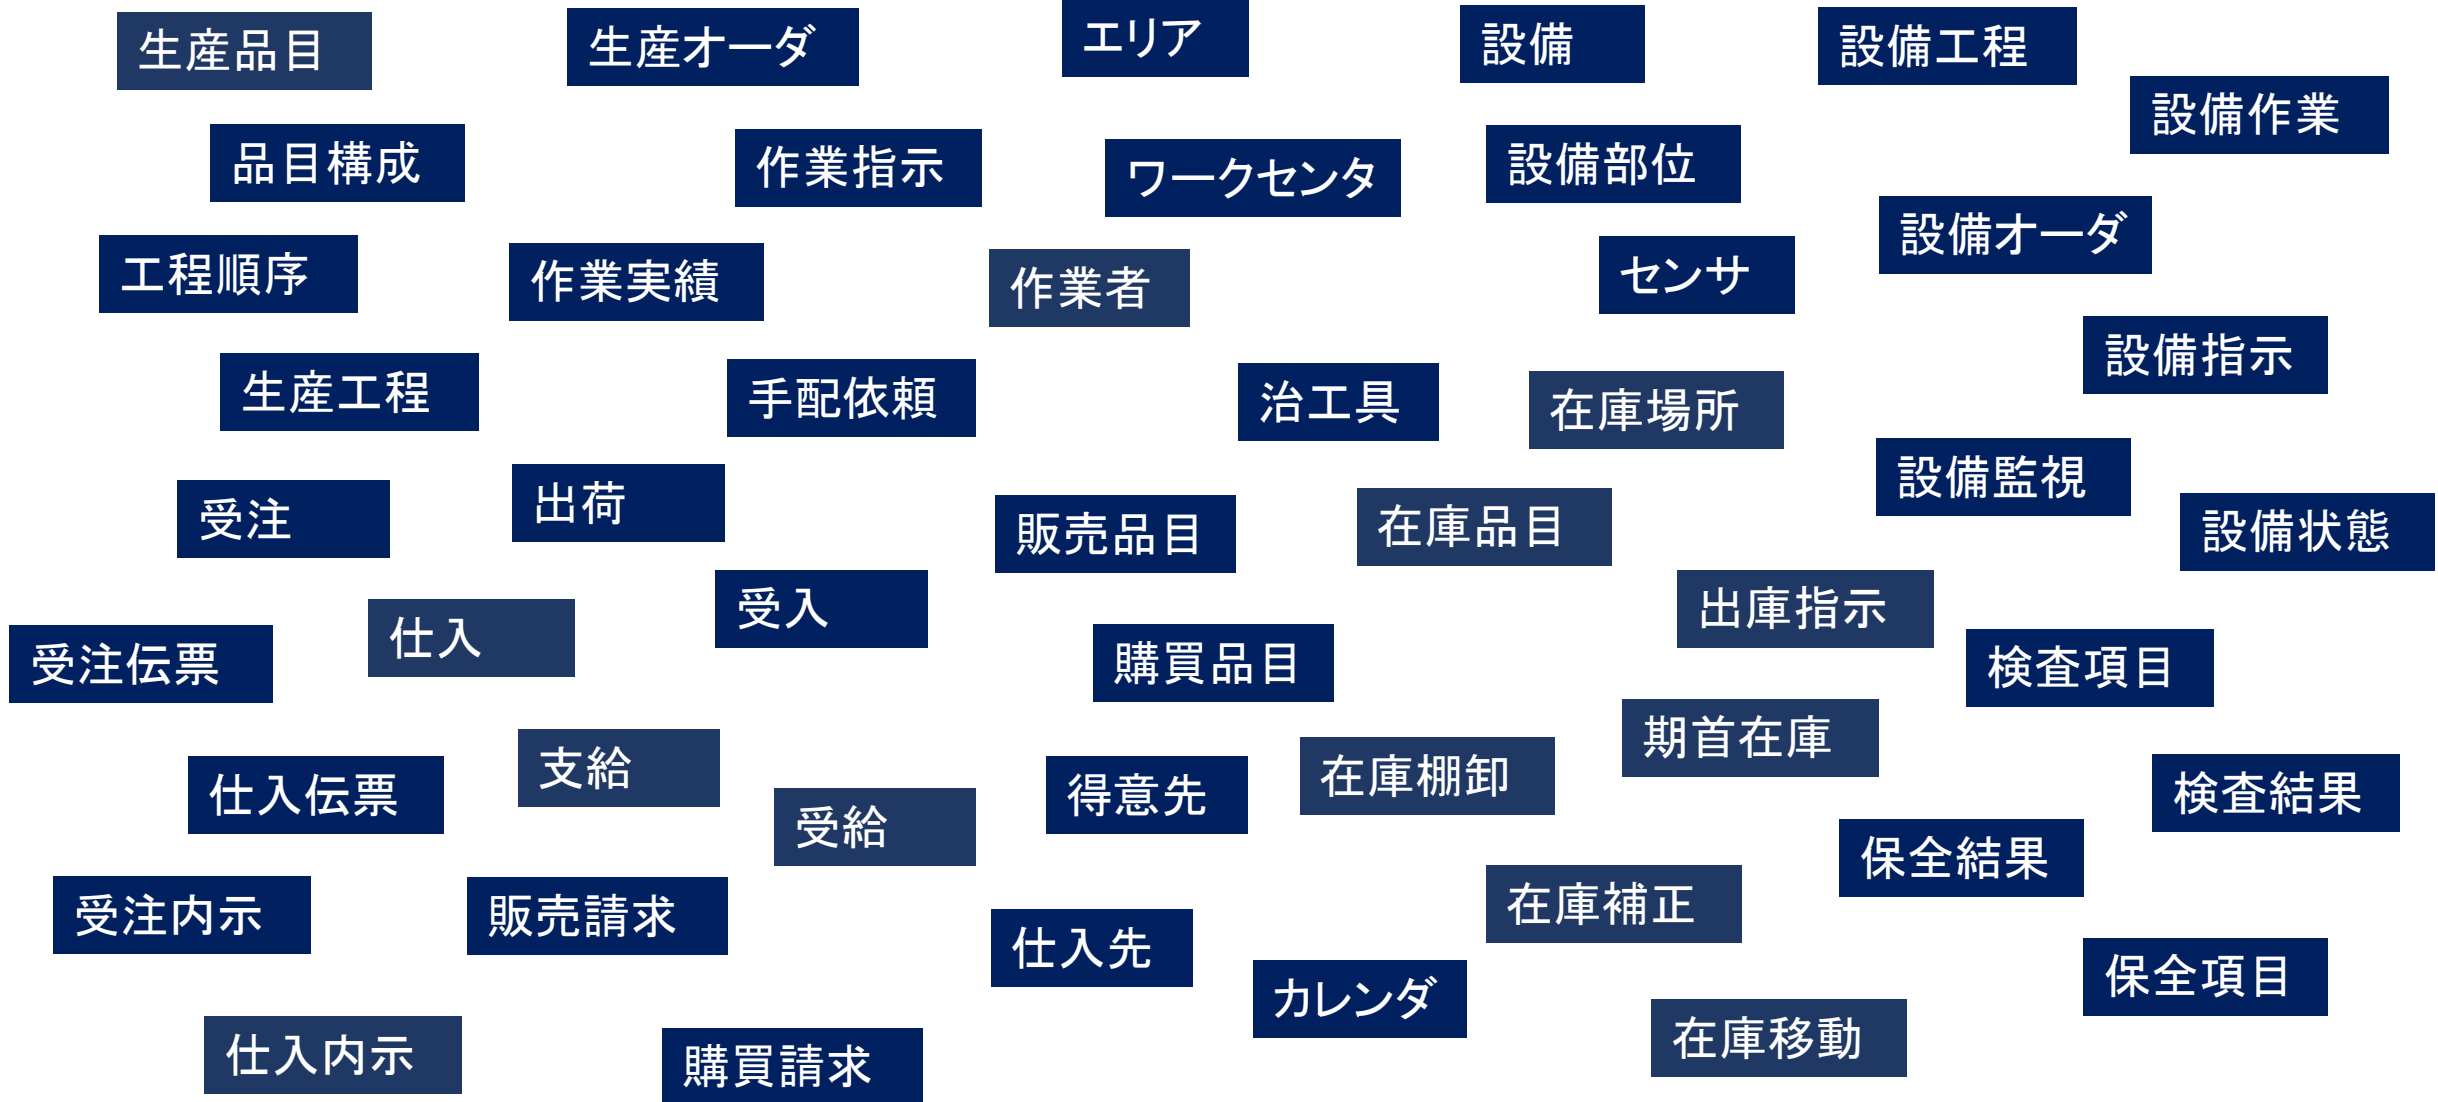 生産品目
生産オーダ
エリア
設備
設備工程
設備作業
品目構成
作業指示
ワークセンタ
設備部位
設備オーダ
工程順序
作業実績
作業者
センサ
設備指示
生産工程
手配依頼
治工具
在庫場所
設備監視
受注
出荷
販売品目
在庫品目
設備状態
受入
出庫指示
仕入
受注伝票
購買品目
検査項目
期首在庫
支給
在庫棚卸
仕入伝票
得意先
検査結果
受給
保全結果
受注内示
販売請求
在庫補正
仕入先
保全項目
カレンダ
在庫移動
仕入内示
購買請求